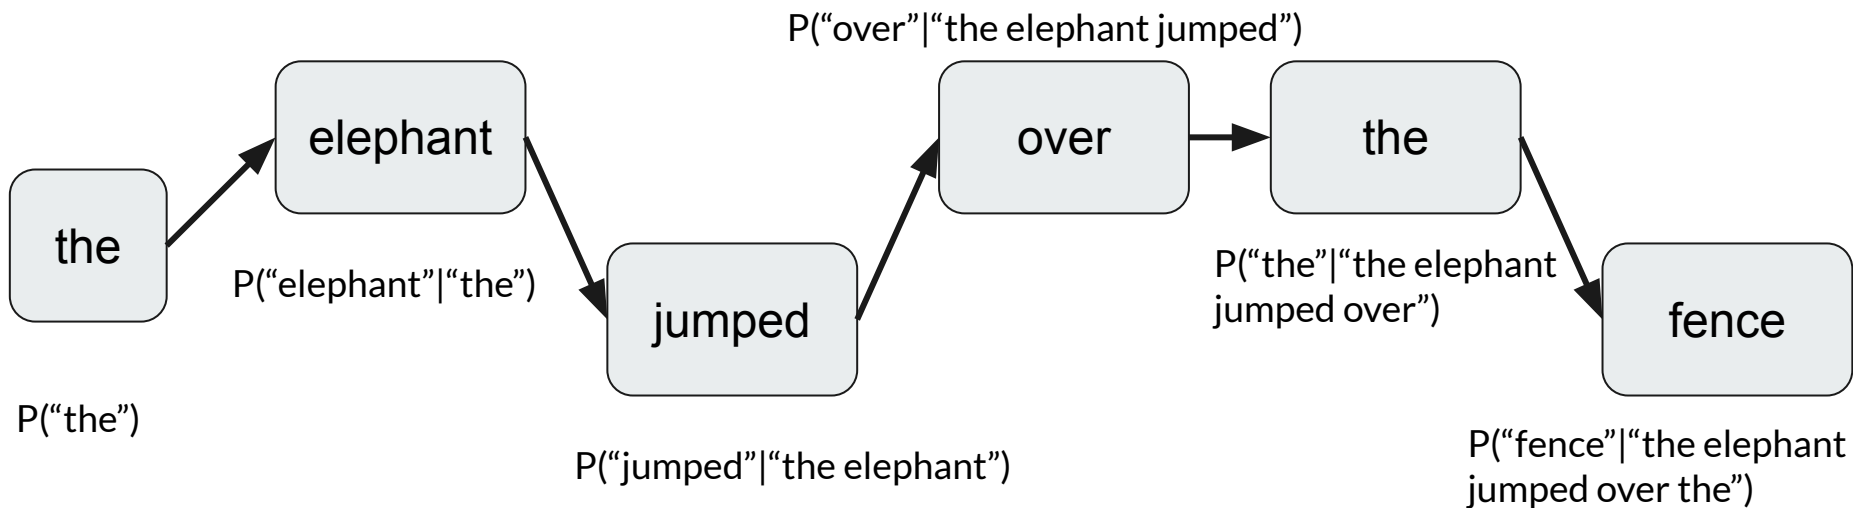 P(“over”|“the elephant jumped”)
the
P(“the”)
elephant
P(“elephant”|“the”)
jumped
P(“jumped”|“the elephant”)
over
the
P(“the”|“the elephant
jumped over”)
fence
P(“fence”|“the elephant
jumped over the”)